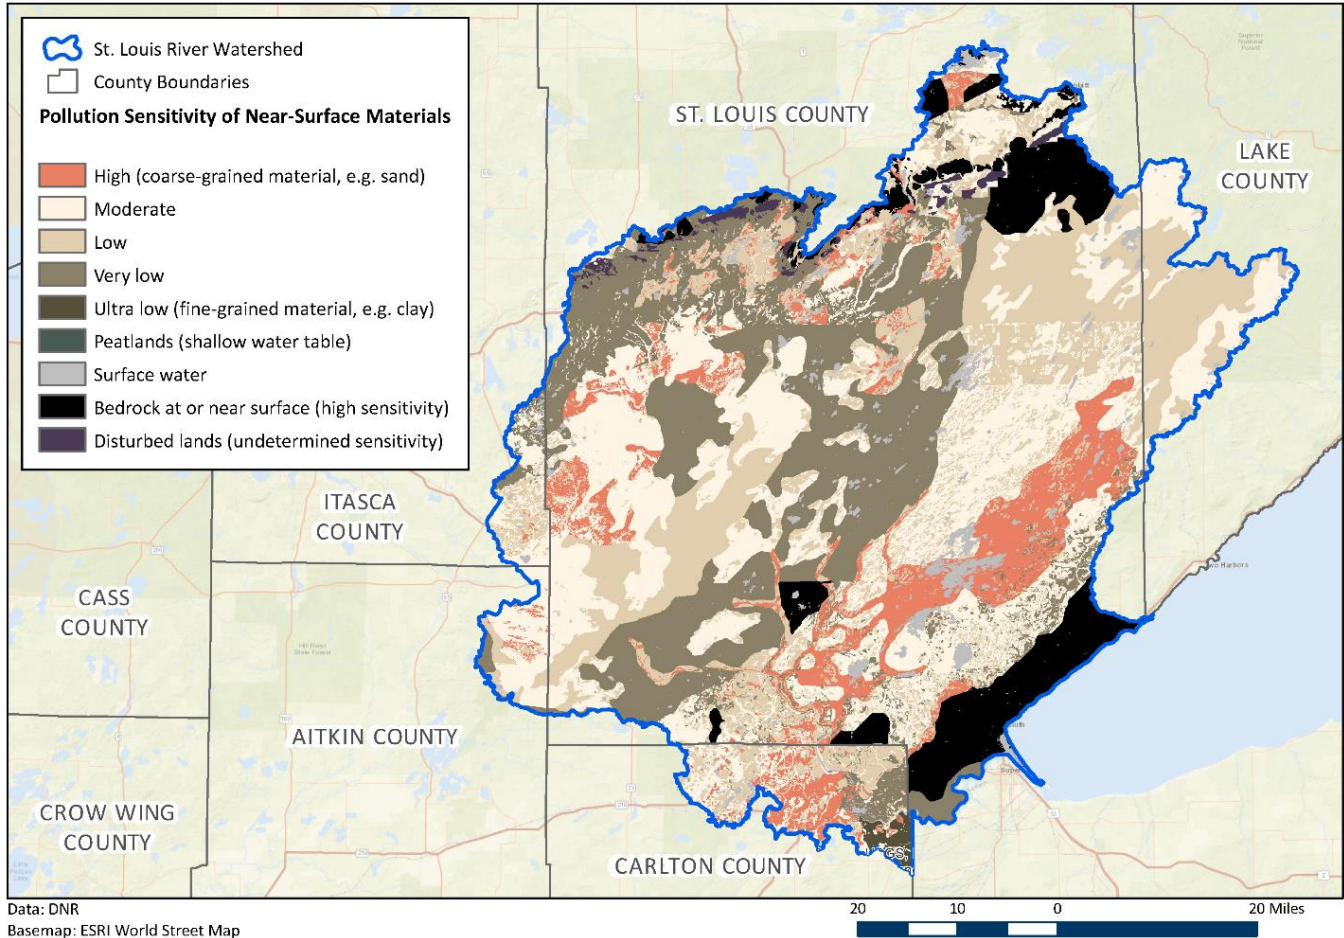 St. Louis River Watershed
County Boundaries
Pollution Sensitivity of Near-Surface Materials
High (coarse-grained material, e.g. sand)
Moderate
Low
Very low
Ultra low (fine-grained material, e.g. clay)
Peatlands (shallow water table)
Surface water
Bedrock at or near surface (high sensitivity)
Disturbed lands (undetermined sensitivity)
ST. LOUIS COUNTY
LAKE
COUNTY
ITASCA
COUNTY
CASS
COUNTY
AITKIN COUNTY
CROW WING
COUNTY
CARLTON COUNTY
Data: DNR
Basemap: ESRI World Street Map
20 10 0 20 Miles